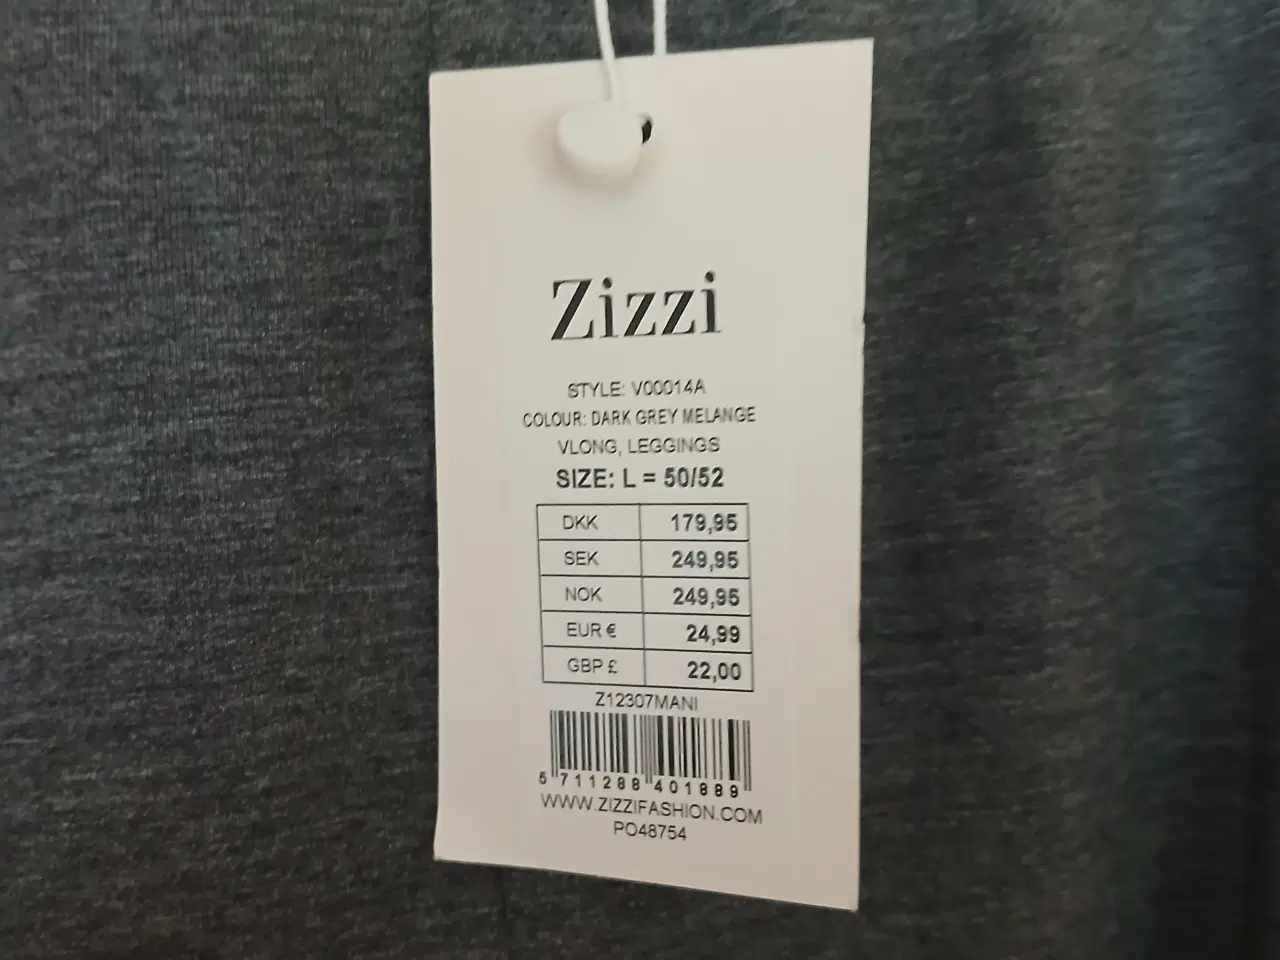 Zizzi
STYLE: V00014A
COLOUR: DARK GREY MELANGE
VLONG, LEGGINGS
SIZE: L = 50/52
DKK 179,95
SEK 249,95
NOK 249,95
EUR € 24,99
GBP £ 22,00
Z12307MANI
5 711288 401889
WWW.ZIZZIFASHION.COM
PO48754